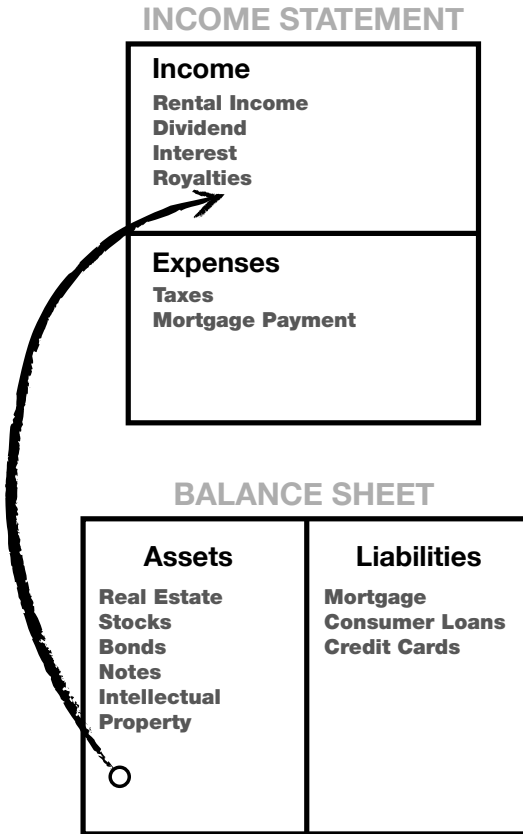 INCOME STATEMENT
Income
Rental Income
Dividend
Interest
Royalties
Expenses
Taxes
Mortgage Payment
BALANCE SHEET
Assets
Real Estate
Stocks
Bonds
Notes
Intellectual
Property
Liabilities
Mortgage
Consumer Loans
Credit Cards